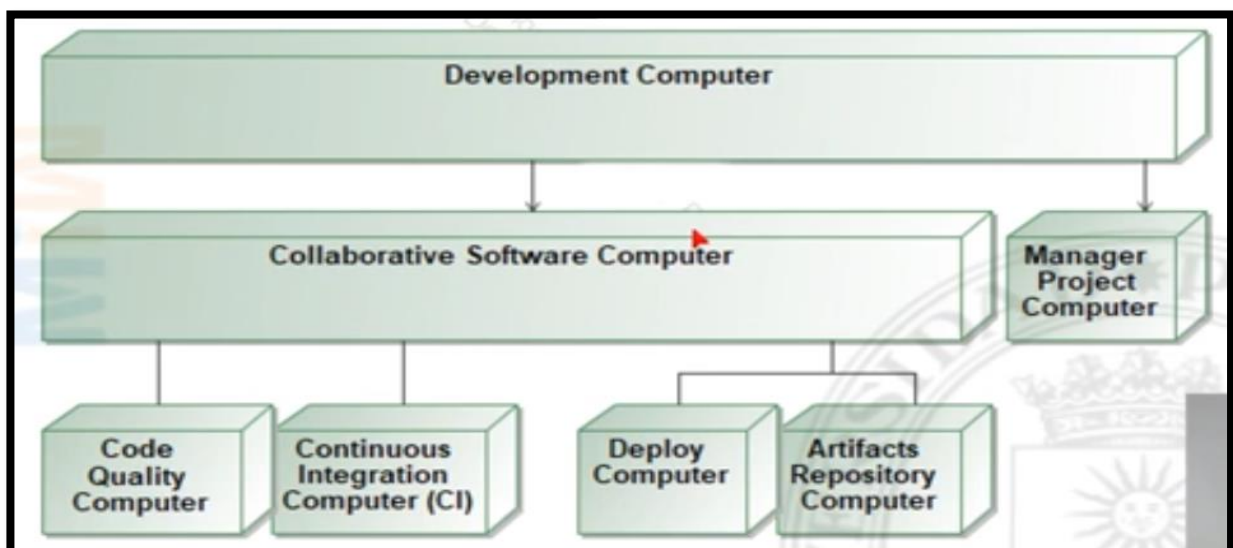 Development Computer
Collaborative Software Computer
Manager
Project
Computer
Code
Quality
Computer
Continuous
Integration
Computer (CI)
Deploy
Computer
Artifacts
Repository
Computer